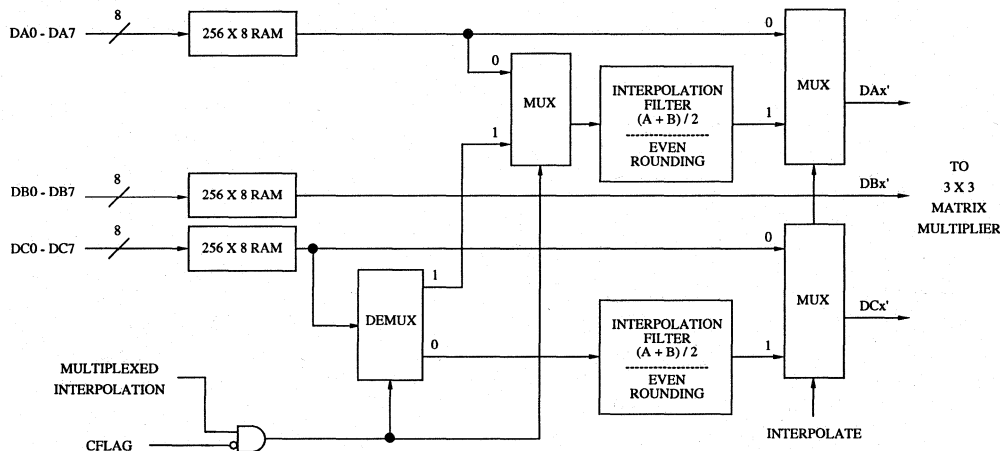 8
DA0 - DA7
256 X 8 RAM
0
0
MUX
1
INTERPOLATION
FILTER
(A + B) / 2
EVEN
ROUNDING
1
MUX
DAx'
8
DB0 - DB7
256 X 8 RAM
DBx'
TO
3 X 3
MATRIX
MULTIPLIER
8
DC0 - DC7
256 X 8 RAM
0
1
DEMUX
0
INTERPOLATION
FILTER
(A + B) / 2
EVEN
ROUNDING
1
MUX
DCx'
MULTIPLEXED
INTERPOLATION
CFLAG
INTERPOLATE